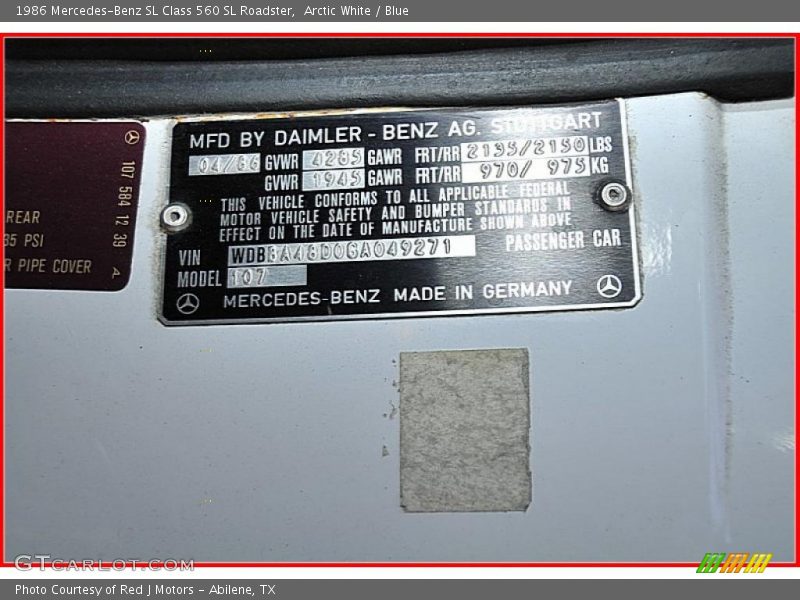 1986 Mercedes-Benz SL Class 560 SL Roadster, Arctic White / Blue
MFD BY DAIMLER - BENZ AG. STUTTGART
04/86 GVWR 4285 GAWR FRT/RR 2135/2150 LBS
GVWR 1945 GAWR FRT/RR 970/ 975 KG
THIS VEHICLE CONFORMS TO ALL APPLICABLE FEDERAL
MOTOR VEHICLE SAFETY AND BUMPER STANDARDS IN
EFFECT ON THE DATE OF MANUFACTURE SHOWN ABOVE
VIN WDBBA48D0GA049271 PASSENGER CAR
MODEL 107
MERCEDES-BENZ MADE IN GERMANY
REAR
35 PSI
R PIPE COVER
107 584 12 39 A
GTCARLOT.COM
Photo Courtesy of Red J Motors - Abilene, TX